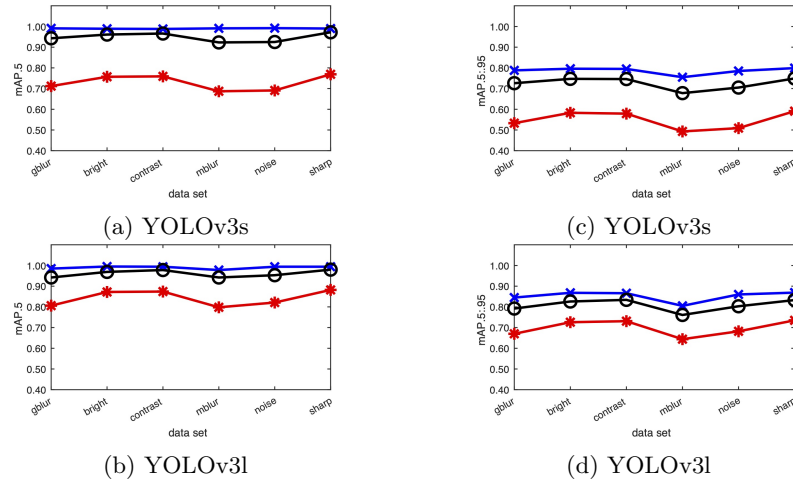 1.00
0.90
0.80
0.70
0.60
0.50
0.40
mAP.5
gblur
bright
contrast
mblur
noise
sharp
data set
(a) YOLOv3s
1.00
0.90
0.80
0.70
0.60
0.50
0.40
mAP.5:.95
gblur
bright
contrast
mblur
noise
sharp
data set
(c) YOLOv3s
1.00
0.90
0.80
0.70
0.60
0.50
0.40
mAP.5
gblur
bright
contrast
mblur
noise
sharp
data set
(b) YOLOv3l
1.00
0.90
0.80
0.70
0.60
0.50
0.40
mAP.5:.95
gblur
bright
contrast
mblur
noise
sharp
data set
(d) YOLOv3l